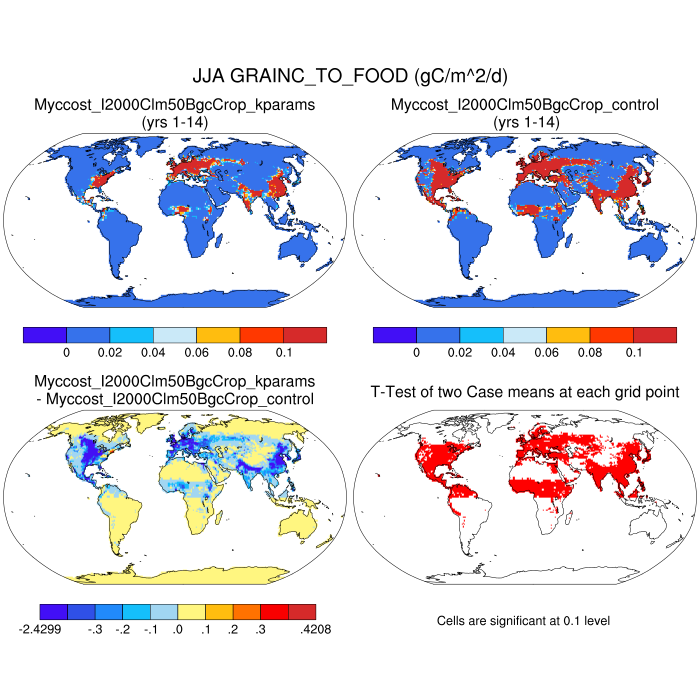 JJA GRAINC_TO_FOOD (gC/m^2/d)
Myccost_I2000Clm50BgcCrop_kparams
(yrs 1-14)
Myccost_I2000Clm50BgcCrop_control
(yrs 1-14)
0 0.02 0.04 0.06 0.08 0.1
0 0.02 0.04 0.06 0.08 0.1
Myccost_I2000Clm50BgcCrop_kparams
- Myccost_I2000Clm50BgcCrop_control
T-Test of two Case means at each grid point
-2.4299 -.3 -.2 -.1 .0 .1 .2 .3 .4208
Cells are significant at 0.1 level